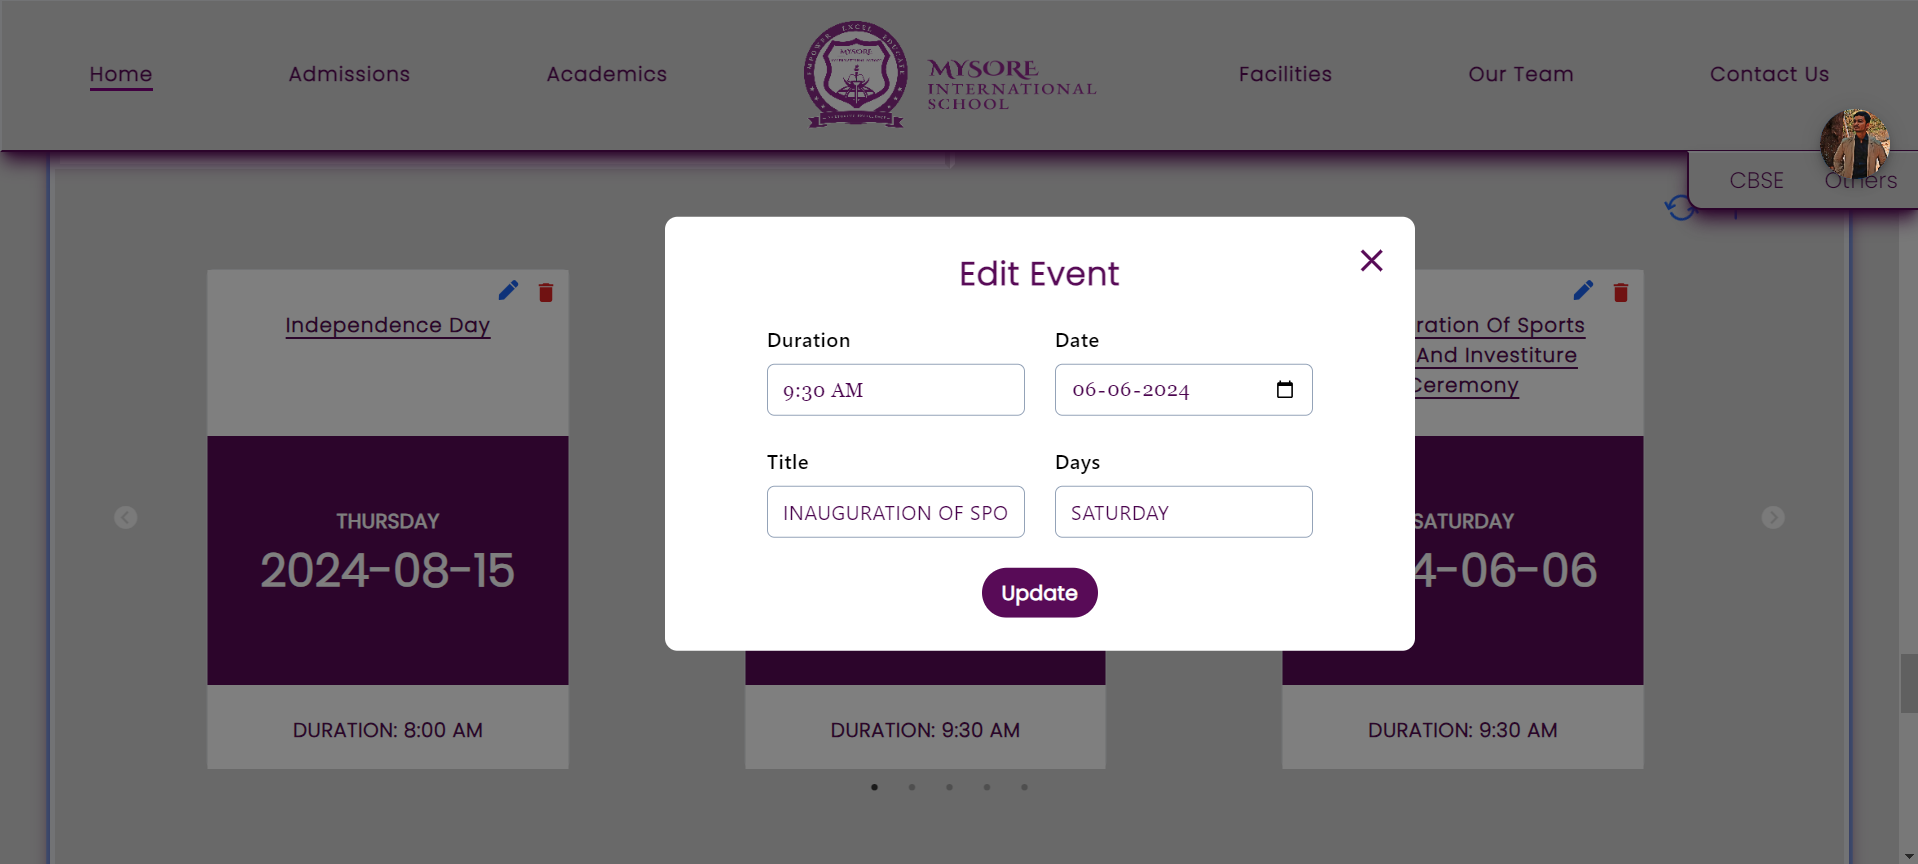 Home
Admissions
Academics
EMPOWER EXCEL EDUCATE
MYSORE
MYSORE
INTERNATIONAL
SCHOOL
Facilities
Our Team
Contact Us
CBSE
Others
Edit Event
Duration
Date
9:30 AM
06-06-2024
Title
Days
INAUGURATION OF SPO
SATURDAY
Update
Independence Day
THURSDAY
2024-08-15
DURATION: 8:00 AM
DURATION: 9:30 AM
ration Of Sports
And Investiture
Ceremony
SATURDAY
4-06-06
DURATION: 9:30 AM